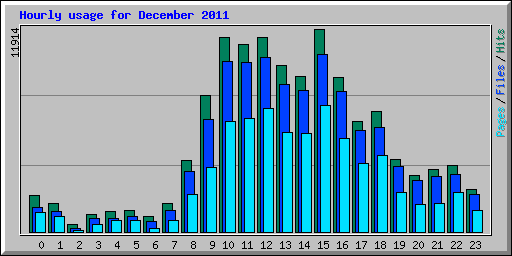 Hourly usage for December 2011
11914
Pages/Files/Hits
0 1 2 3 4 5 6 7 8 9 10 11 12 13 14 15 16 17 18 19 20 21 22 23